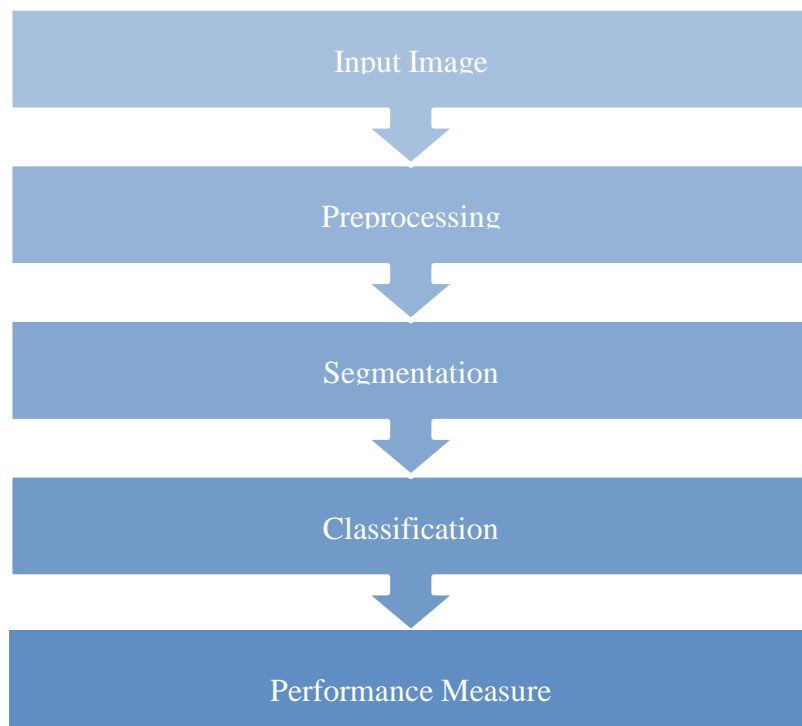 Input Image
Preprocessing
Segmentation
Classification
Performance Measure